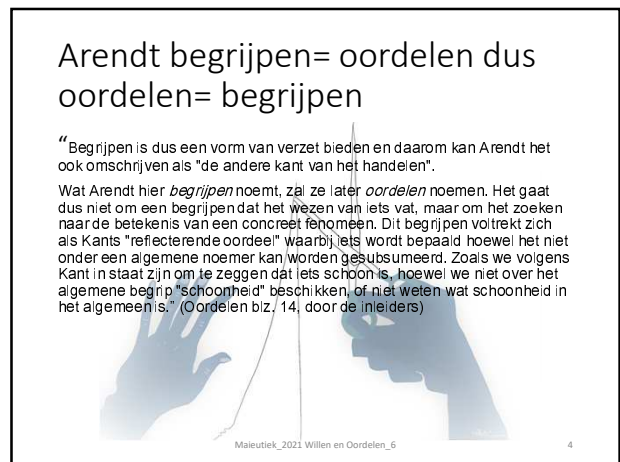 Arendt begrijpen= oordelen dus
oordelen= begrijpen
“Begrijpen is dus een vorm van verzet bieden en daarom kan Arendt het
ook omschrijven als "de andere kant van het handelen".
Wat Arendt hier begrijpen noemt, zal ze later oordelen noemen. Het gaat
dus niet om een begrijpen dat het wezen van iets vat, maar om het zoeken
naar de betekenis van een concreet fenomeen. Dit begrijpen voltrekt zich
als Kants "reflecterende oordeel" waarbij iets wordt bepaald hoewel het niet
onder een algemene noemer kan worden gesubsumeerd. Zoals we volgens
Kant in staat zijn om te zeggen dat iets schoon is, hoewel we niet over het
algemene begrip "schoonheid" beschikken, of niet weten wat schoonheid in
het algemeen is.” (Oordelen blz. 14, door de inleiders)
Maieutiek_2021 Willen en Oordelen_6
4